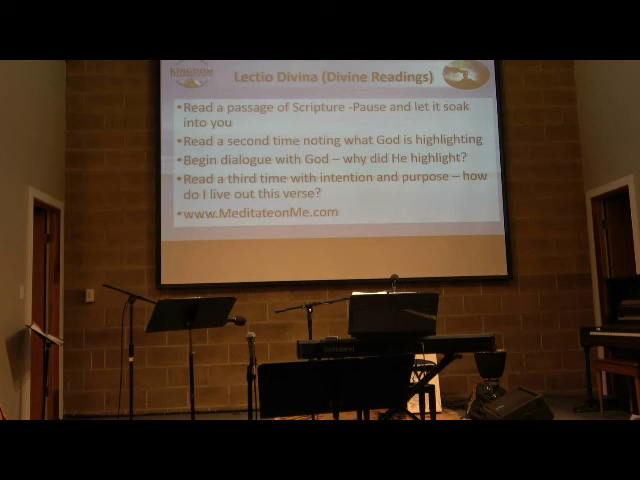 KINGDOM
Lectio Divina (Divine Readings)
•Read a passage of Scripture -Pause and let it soak
into you
•Read a second time noting what God is highlighting
•Begin dialogue with God – why did He highlight?
•Read a third time with intention and purpose – how
do I live out this verse?
•www.MeditateonMe.com